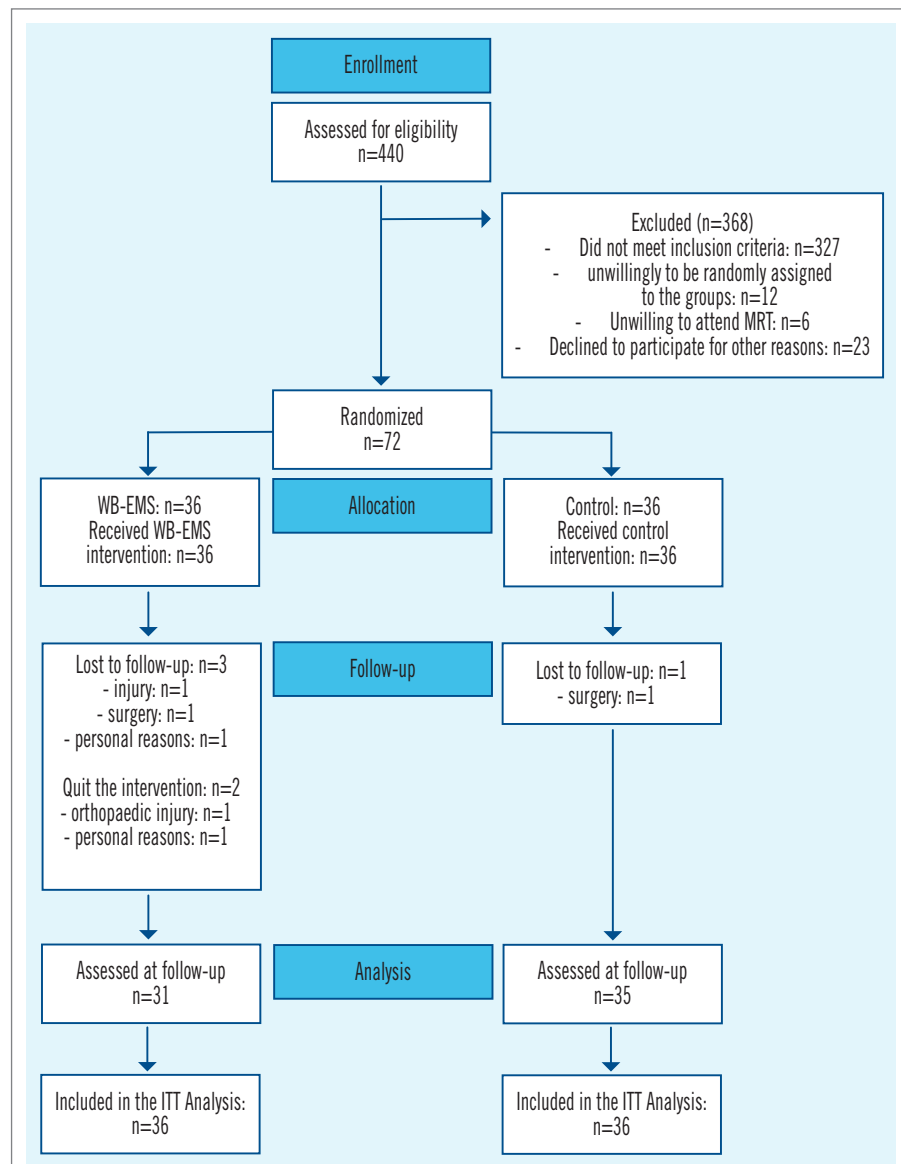 Enrollment
Assessed for eligibility
n=440
Excluded (n=368)
- Did not meet inclusion criteria: n=327
- unwillingly to be randomly assigned
to the groups: n=12
- Unwilling to attend MRT: n=6
- Declined to participate for other reasons: n=23
Randomized
n=72
WB-EMS: n=36
Received WB-EMS
intervention: n=36
Allocation
Control: n=36
Received control
intervention: n=36
Lost to follow-up: n=3
- injury: n=1
- surgery: n=1
- personal reasons: n=1
Quit the intervention: n=2
- orthopaedic injury: n=1
- personal reasons: n=1
Follow-up
Lost to follow-up: n=1
- surgery: n=1
Assessed at follow-up
n=31
Analysis
Assessed at follow-up
n=35
Included in the ITT Analysis:
n=36
Included in the ITT Analysis:
n=36